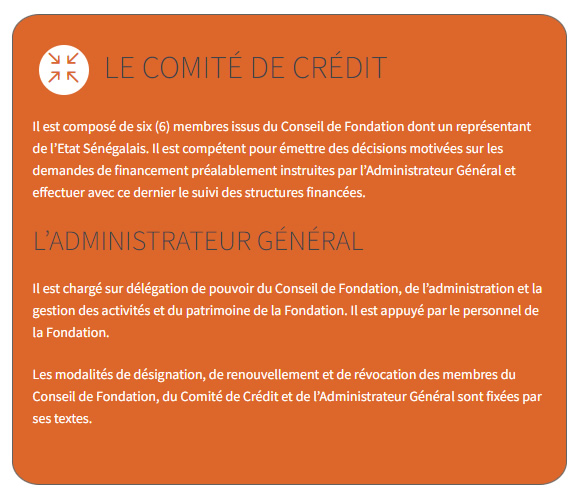 LE COMITÉ DE CRÉDIT
Il est composé de six (6) membres issus du Conseil de Fondation dont un représentant
de l'Etat Sénégalais. Il est compétent pour émettre des décisions motivées sur les
demandes de financement préalablement instruites par l'Administrateur Général et
effectuer avec ce dernier le suivi des structures financées.
L'ADMINISTRATEUR GÉNÉRAL
Il est chargé sur délégation de pouvoir du Conseil de Fondation, de l'administration et la
gestion des activités et du patrimoine de la Fondation. Il est appuyé par le personnel de
la Fondation.
Les modalités de désignation, de renouvellement et de révocation des membres du
Conseil de Fondation, du Comité de Crédit et de l'Administrateur Général sont fixées par
ses textes.